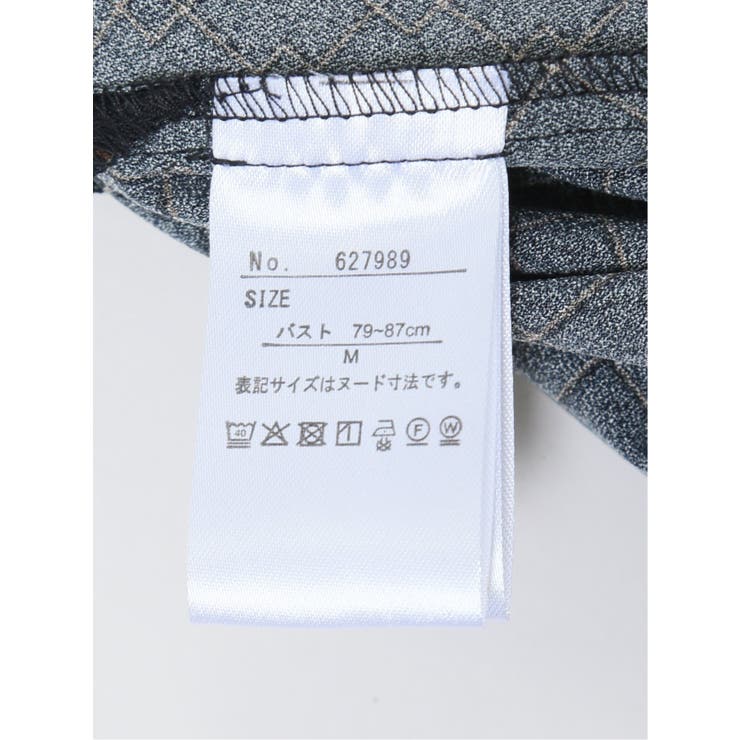 No. 627989
SIZE
バスト 79~87cm
M
表記サイズはヌード寸法です。
40 F W